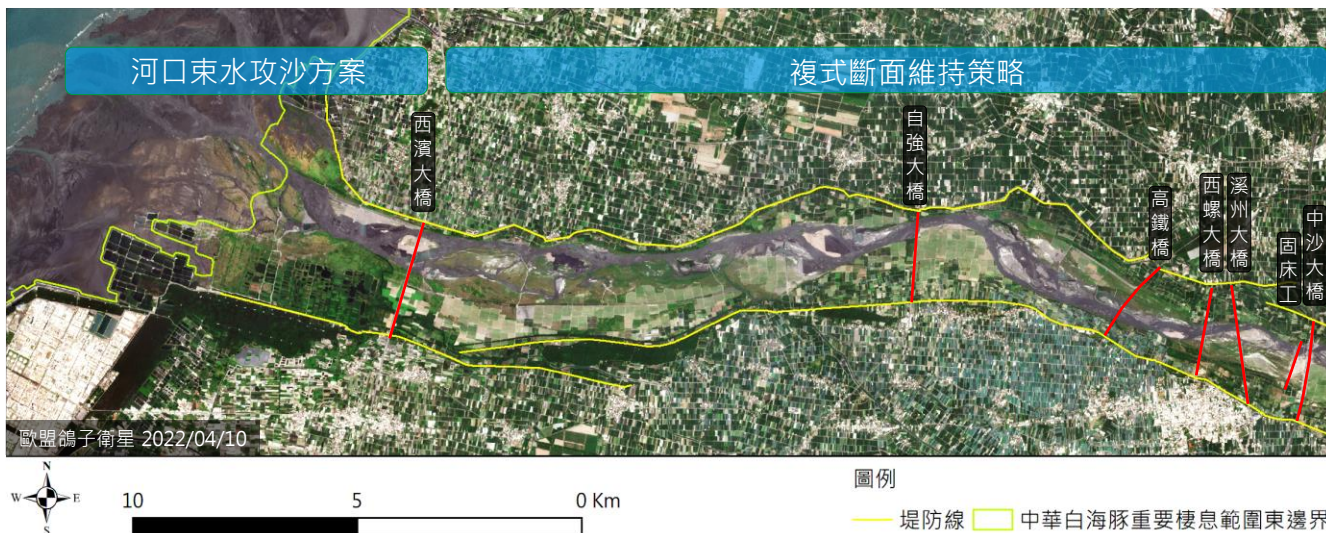 河口束水攻沙方案
複式斷面維持策略
西濱大橋
自強大橋
高鐵橋
西螺大橋
溪州大橋
固床工
中沙大橋
歐盟鴿子衛星 2022/04/10
N
W
E
S
10
5
0 Km
圖例
堤防線
中華白海豚重要棲息範圍東邊界